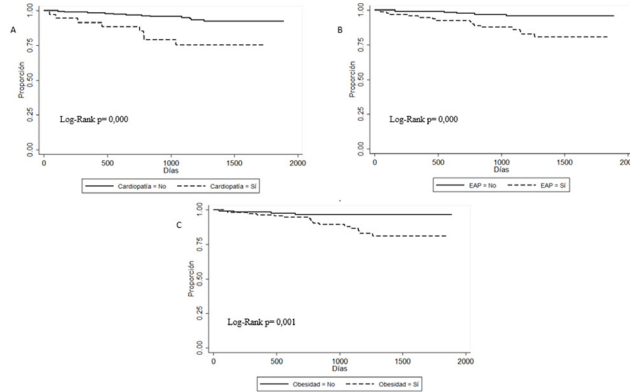 A
Proporción
1.00
0.75
0.50
0.25
0.00
Log-Rank p= 0,000
0
500
1000
1500
2000
Días
Cardiopatía = No
Cardiopatía = Sí
B
Proporción
1.00
0.75
0.50
0.25
0.00
Log-Rank p= 0,000
0
500
1000
1500
2000
Días
EAP = No
EAP = Sí
C
Proporción
1.00
0.75
0.50
0.25
0.00
Log-Rank p= 0,001
0
500
1000
1500
2000
Días
Obesidad = No
Obesidad = Sí